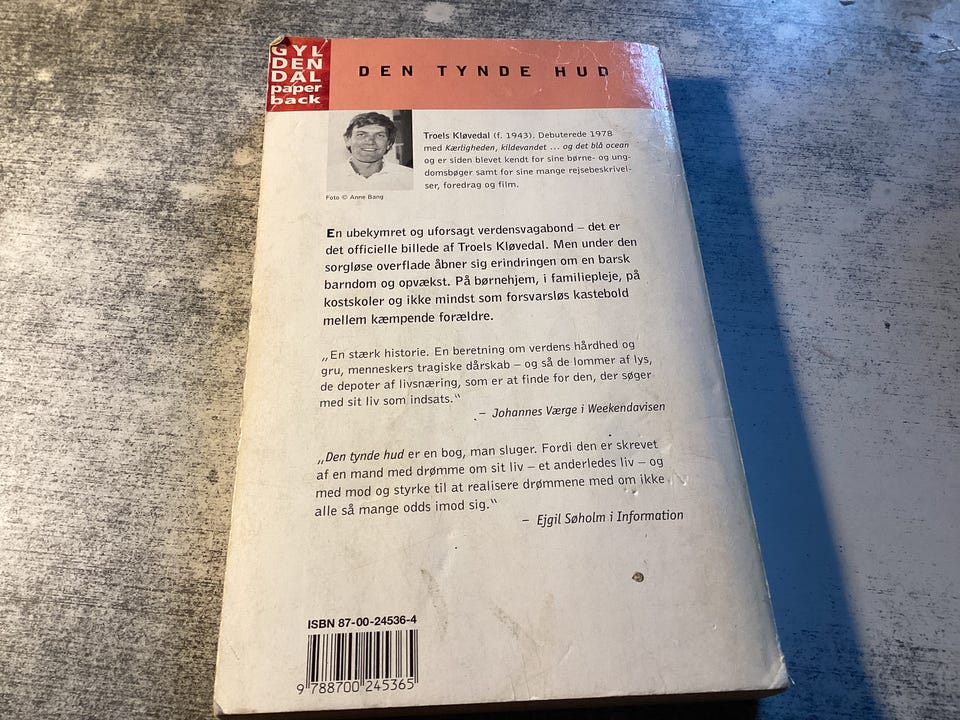 GYL
DEN
DAL
paper
back
DEN TYNDE HUD
Troels Kløvedal (f. 1943). Debuterede 1978
med Kærligheden, kildevandet ... og det blå ocean
og er siden blevet kendt for sine børne- og ung-
domsbøger samt for sine mange rejsebeskrivel-
ser, foredrag og film.
Foto © Anne Bang
En ubekymret og uforsagt verdensvagabond – det er
det officielle billede af Troels Kløvedal. Men under den
sorgløse overflade åbner sig erindringen om en barsk
barndom og opvækst. På børnehjem, i familiepleje, på
kostskoler og ikke mindst som forsvarsløs kastebold
mellem kæmpende forældre.
„En stærk historie. En beretning om verdens hårdhed og
gru, menneskers tragiske dårskab – og så de lommer af lys,
de depoter af livsnæring, som er at finde for den, der søger
med sit liv som indsats."
– Johannes Værge i Weekendavisen
„Den tynde hud er en bog, man sluger. Fordi den er skrevet
af en mand med drømme om sit liv – et anderledes liv – og
med mod og styrke til at realisere drømmene med om ikke
alle så mange odds imod sig."
– Ejgil Søholm i Information
ISBN 87-00-24536-4
9 788700 245365